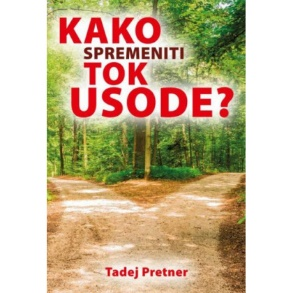 KAKO
SPREMENITI
TOK
USODE?
Tadej Pretner